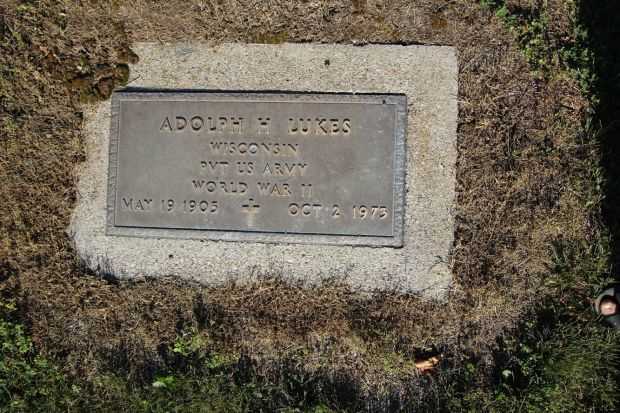 ADOLPH H LUKES
WISCONSIN
PVT US ARMY
WORLD WAR II
MAY 19 1905 OCT 2 1973